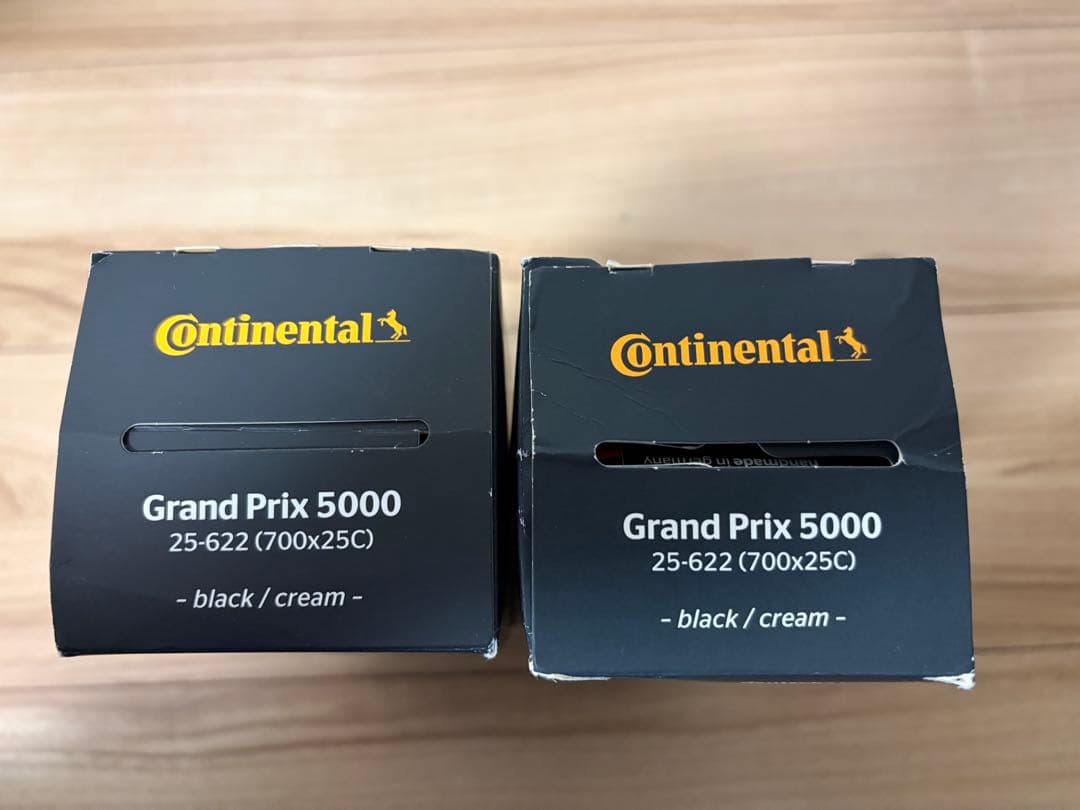 Continental
Grand Prix 5000
25-622 (700x25C)
– black / cream –
Continental
handmade in germany
Grand Prix 5000
25-622 (700x25C)
– black / cream –